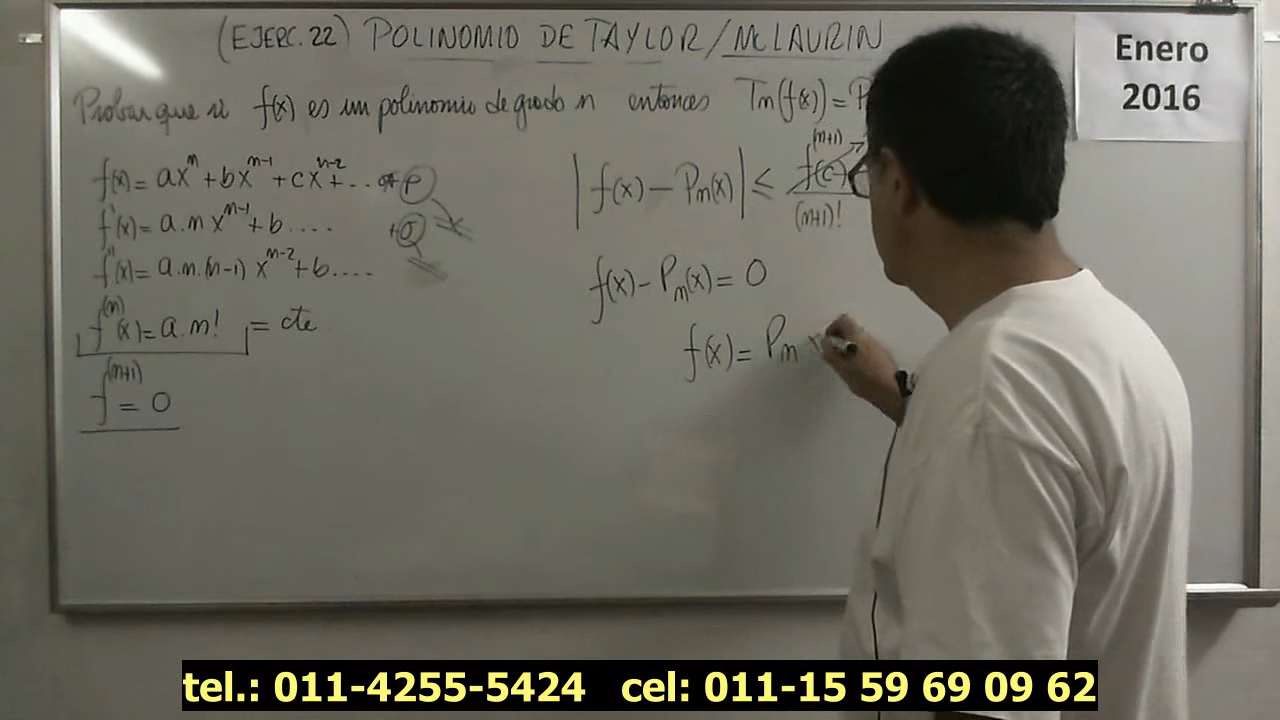 (EJERC. 22) POLINOMIO DE TAYLOR/MCLAURIN
Enero
2016
Probar que si f(x) es un polinomio de grado n entonces Tn(f(x)) = P
f(x) = ax^n + bx^(n-1) + cx^(n-2) + ...
f'(x) = a.n x^(n-1) + b ....
f''(x) = a.n.(n-1) x^(n-2) + b ....
f^(n)(x) = a.n! = cte
f^(n+1) = 0
|f(x) - Pn(x)| ≤ f(c)^(n+1) / (n+1)!
f(x) - Pn(x) = 0
f(x) = Pn
tel.: 011-4255-5424 cel: 011-15 59 69 09 62